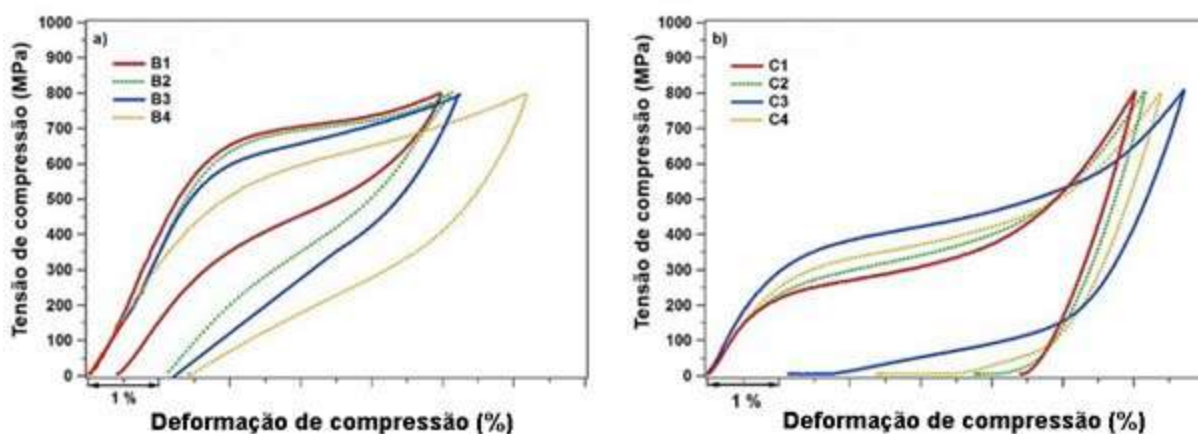 a)
B1
B2
B3
B4
1000
900
800
700
600
500
400
300
200
100
0
Tensão de compressão (MPa)
1 %
Deformação de compressão (%)
b)
C1
C2
C3
C4
1000
900
800
700
600
500
400
300
200
100
0
Tensão de compressão (MPa)
1 %
Deformação de compressão (%)